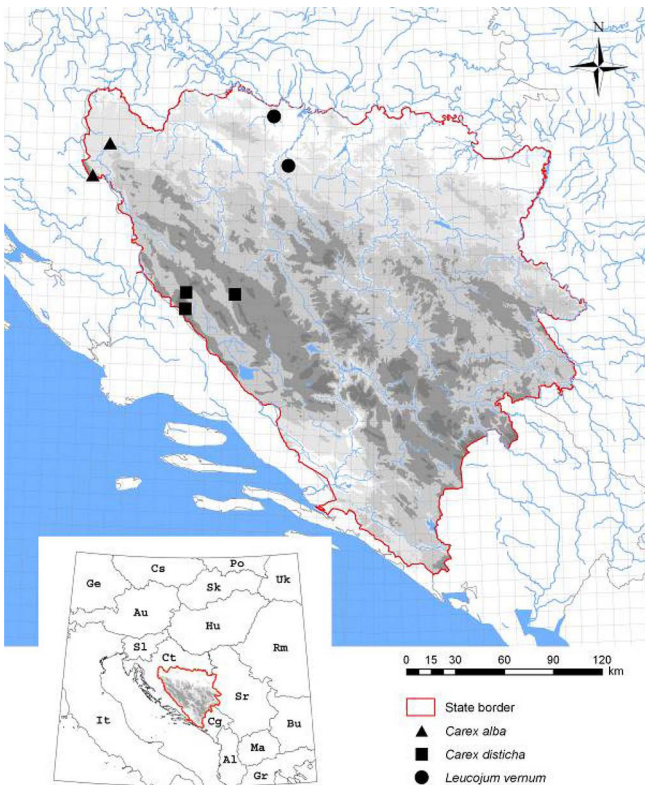 N
Po
Cs
Ge
Uk
Sk
Au
Hu
Sl
Ct
Rm
Sr
It
Cg
Bu
Ma
Al
Gr
0 15 30 60 90 120
km
State border
Carex alba
Carex disticha
Leucojum vernum